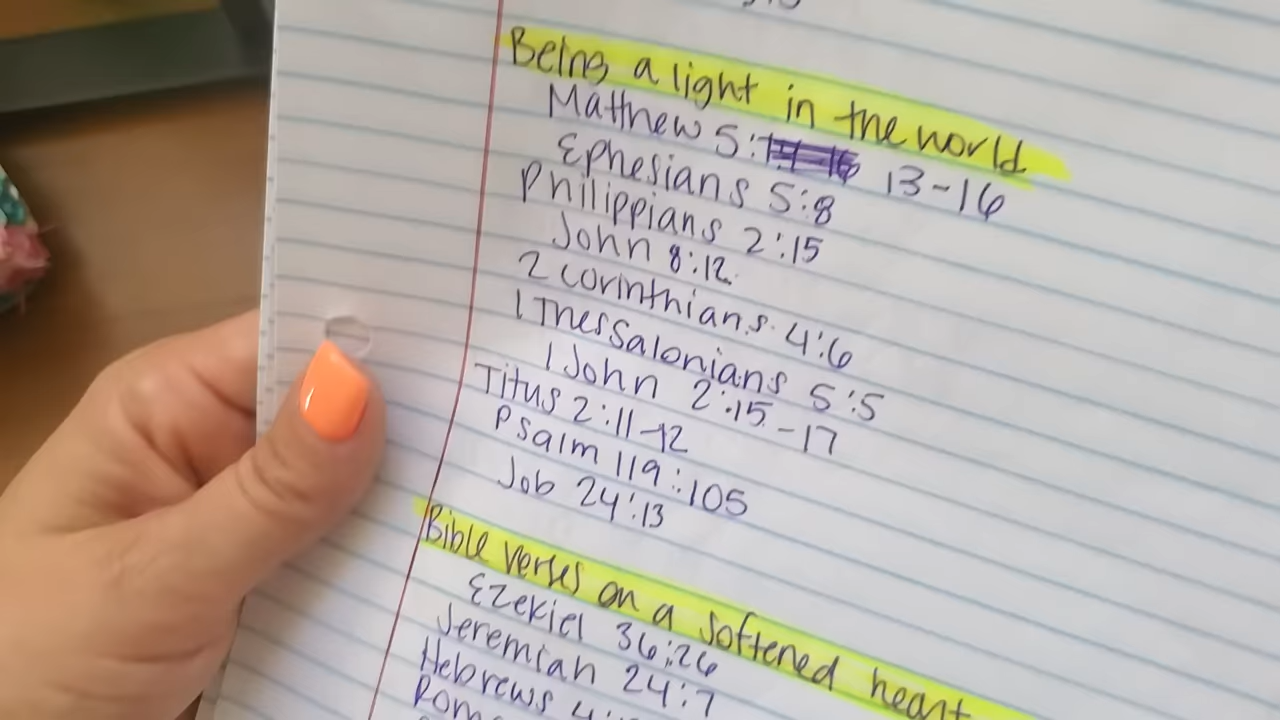 Being a light in the world
Matthew 5: 13-16
Ephesians 5:8
Philippians 2:15
John 8:12
2 corinthians 4:6
1 Thessalonians 5:5
1 John 2:15-17
Titus 2:11-12
Psalm 119:105
Job 24:13
Bible verses on a softened heart
Ezekiel 36:26
Jeremiah 24:7
Hebrews 4: